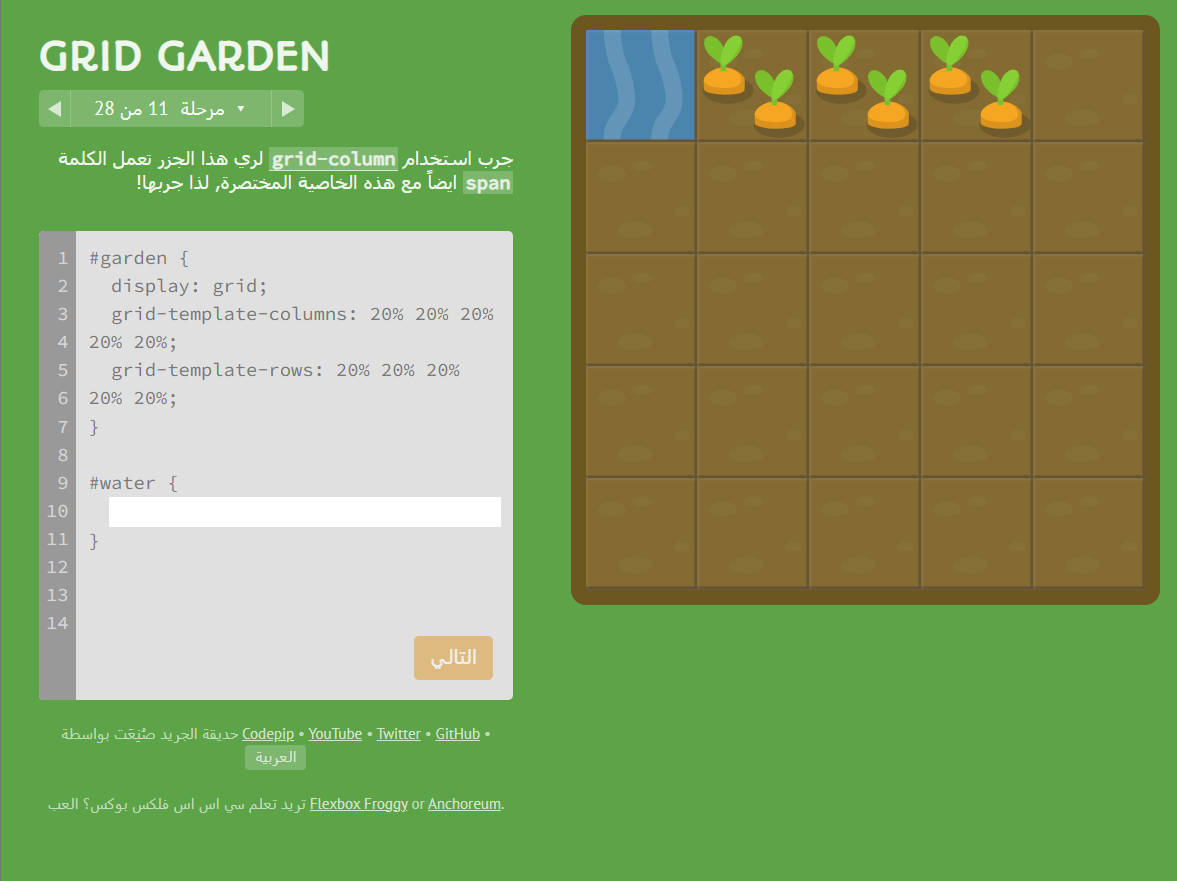 GRID GARDEN
◀ مرحلة 11 من 28 ▾ ▶
جرب استخدام grid-column لري هذا الجزر تعمل الكلمة
span ايضاً مع هذه الخاصية المختصرة, لذا جربها!
1 #garden {
2   display: grid;
3   grid-template-columns: 20% 20% 20%
4 20% 20%;
5   grid-template-rows: 20% 20% 20%
6 20% 20%;
7 }
8
9 #water {
10
11 }
12
13
14
التالي
حديقة الجريد صُنِعَت بواسطة Codepip • YouTube • Twitter • GitHub •
العربية
تريد تعلم سي اس اس فلكس بوكس؟ العب Flexbox Froggy or Anchoreum.